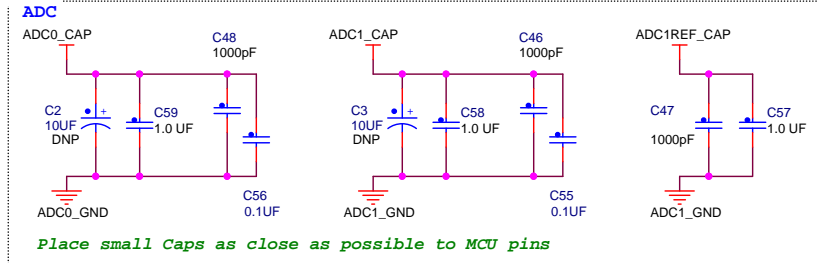 ADC
ADC0_CAP
C48
1000pF
C2
10UF
DNP
+
C59
1.0 UF
C56
0.1UF
ADC0_GND
ADC1_CAP
C46
1000pF
C3
10UF
DNP
+
C58
1.0 UF
C55
0.1UF
ADC1_GND
ADC1REF_CAP
C47
1000pF
C57
1.0 UF
ADC1_GND
Place small Caps as close as possible to MCU pins